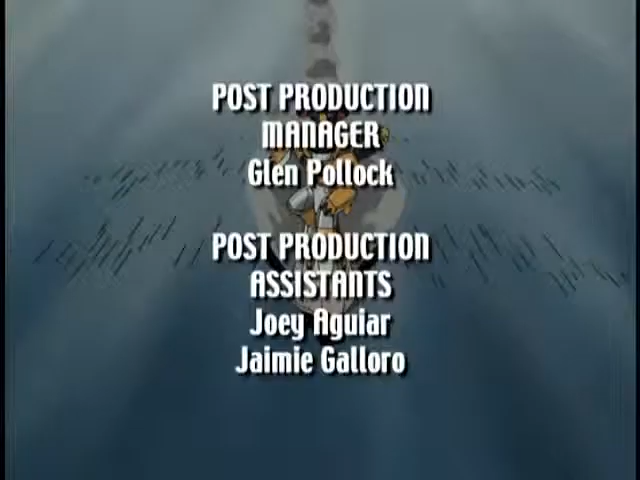 POST PRODUCTION
MANAGER
Glen Pollock
POST PRODUCTION
ASSISTANTS
Joey Aguiar
Jaimie Galloro